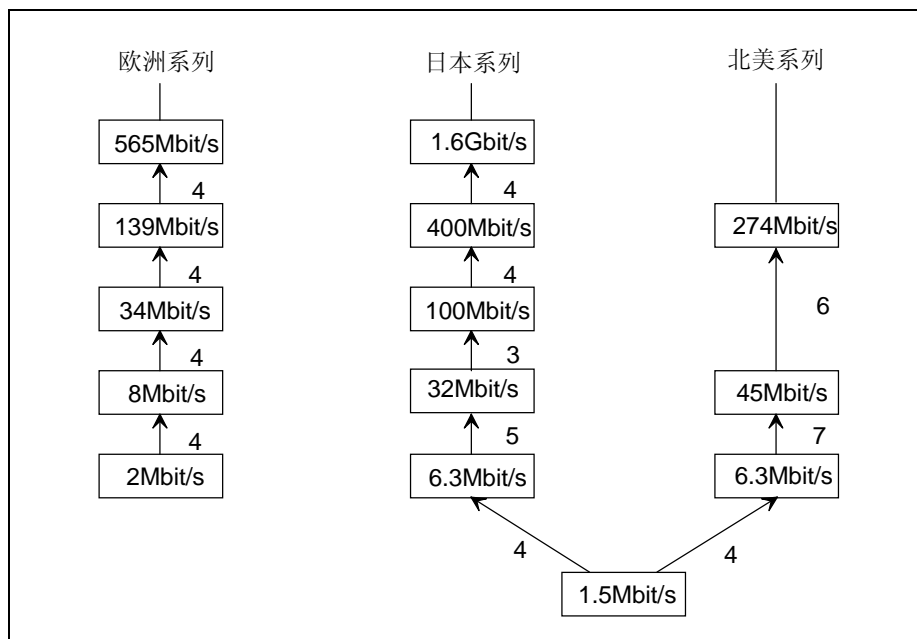 欧洲系列
日本系列
北美系列
565Mbit/s
1.6Gbit/s
4
4
139Mbit/s
400Mbit/s
274Mbit/s
4
4
34Mbit/s
100Mbit/s
6
4
3
8Mbit/s
32Mbit/s
45Mbit/s
4
5
7
2Mbit/s
6.3Mbit/s
6.3Mbit/s
4
4
1.5Mbit/s